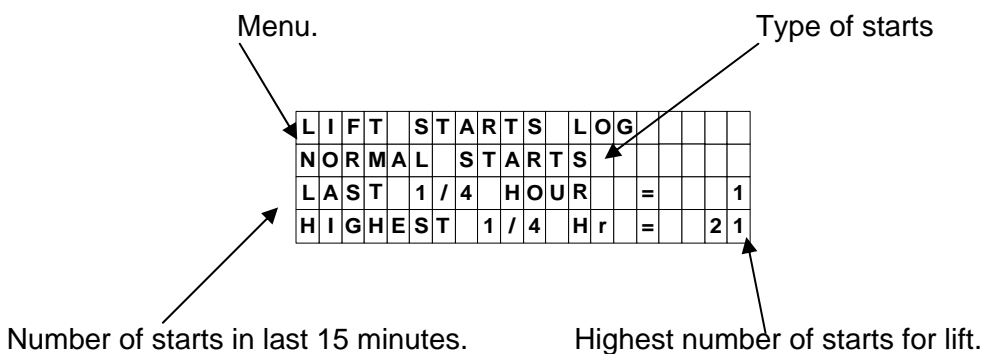 Menu. Type of starts
LIFT STARTS LOG
NORMAL STARTS
LAST 1/4 HOUR = 1
HIGHEST 1/4 Hr = 21
Number of starts in last 15 minutes. Highest number of starts for lift.